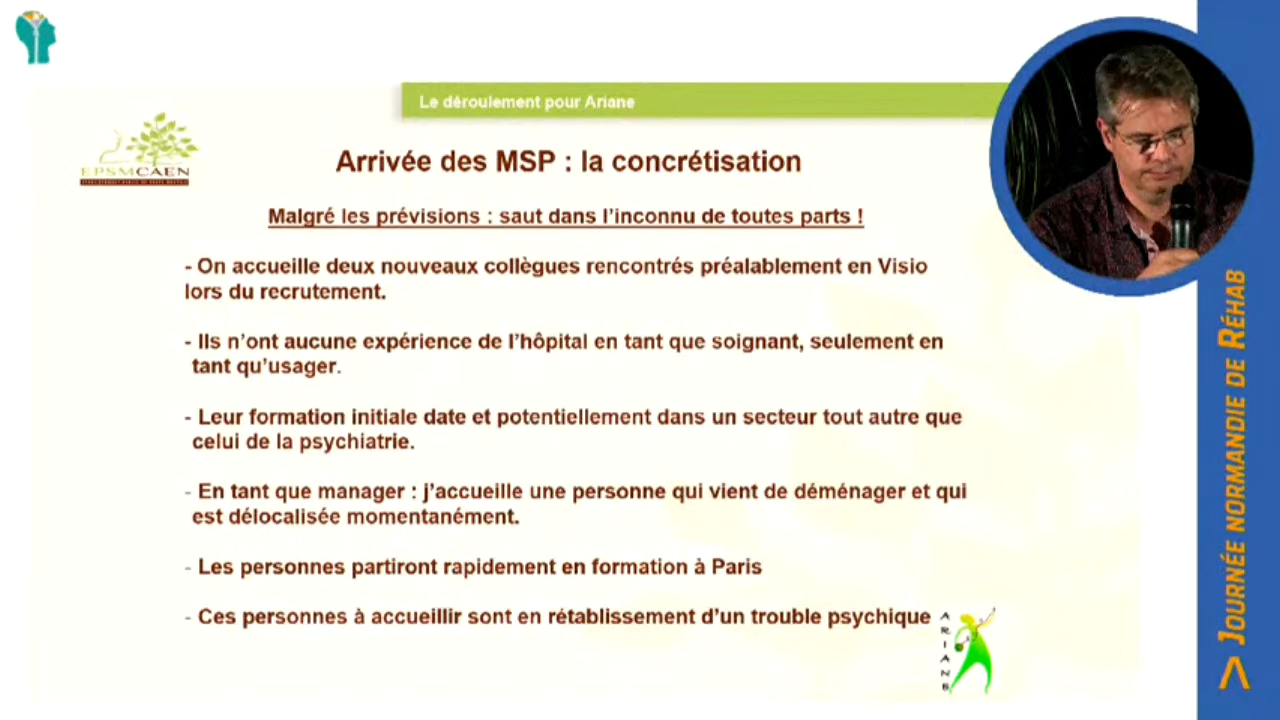 Le déroulement pour Ariane
EPSMCAEN
Arrivée des MSP : la concrétisation
Malgré les prévisions : saut dans l'inconnu de toutes parts !
- On accueille deux nouveaux collègues rencontrés préalablement en Visio
lors du recrutement.
- Ils n'ont aucune expérience de l'hôpital en tant que soignant, seulement en
tant qu'usager.
- Leur formation initiale date et potentiellement dans un secteur tout autre que
celui de la psychiatrie.
- En tant que manager : j'accueille une personne qui vient de déménager et qui
est délocalisée momentanément.
- Les personnes partiront rapidement en formation à Paris
- Ces personnes à accueillir sont en rétablissement d'un trouble psychique
ARIANE
> JOURNÉE NORMANDIE DE RÉHAB